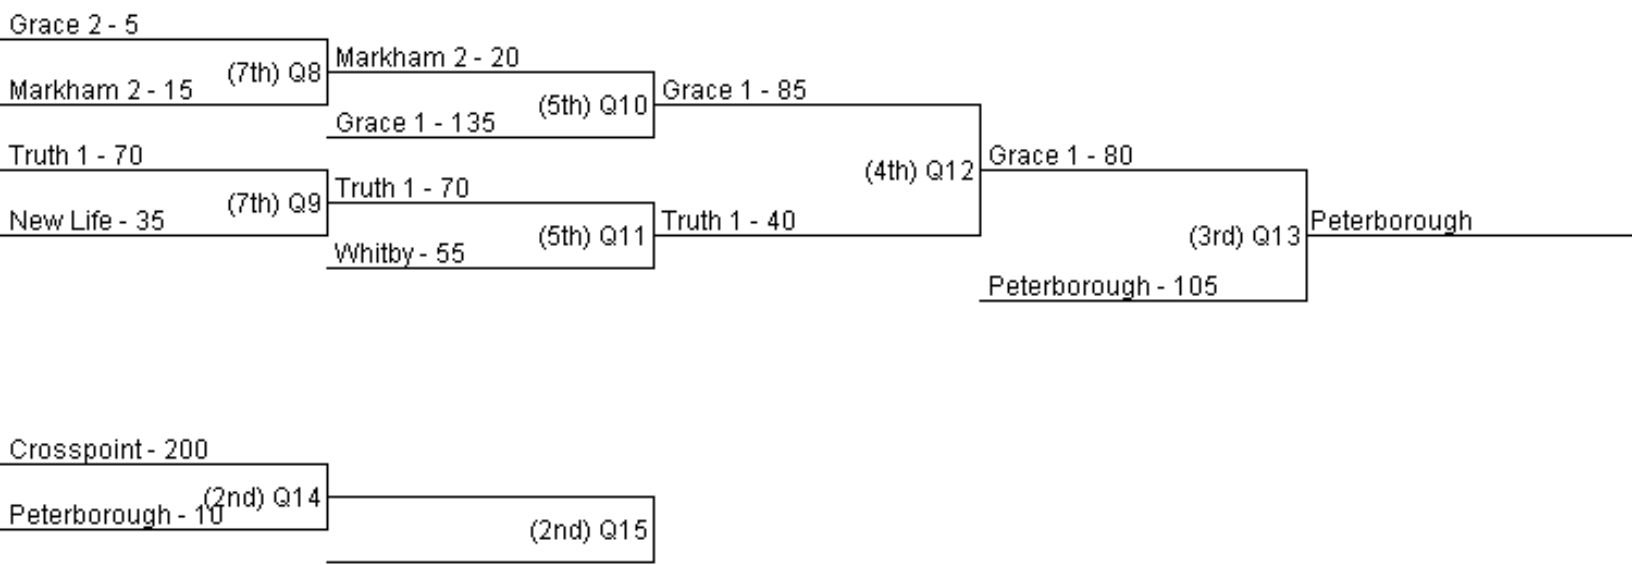 Grace 2 - 5
Markham 2 - 15
(7th) Q8
Truth 1 - 70
New Life - 35
(7th) Q9
Markham 2 - 20
Grace 1 - 135
(5th) Q10
Truth 1 - 70
Whitby - 55
(5th) Q11
Grace 1 - 85
Truth 1 - 40
(4th) Q12
Grace 1 - 80
Peterborough - 105
(3rd) Q13
Peterborough
Crosspoint - 200
Peterborough - 10
(2nd) Q14
(2nd) Q15